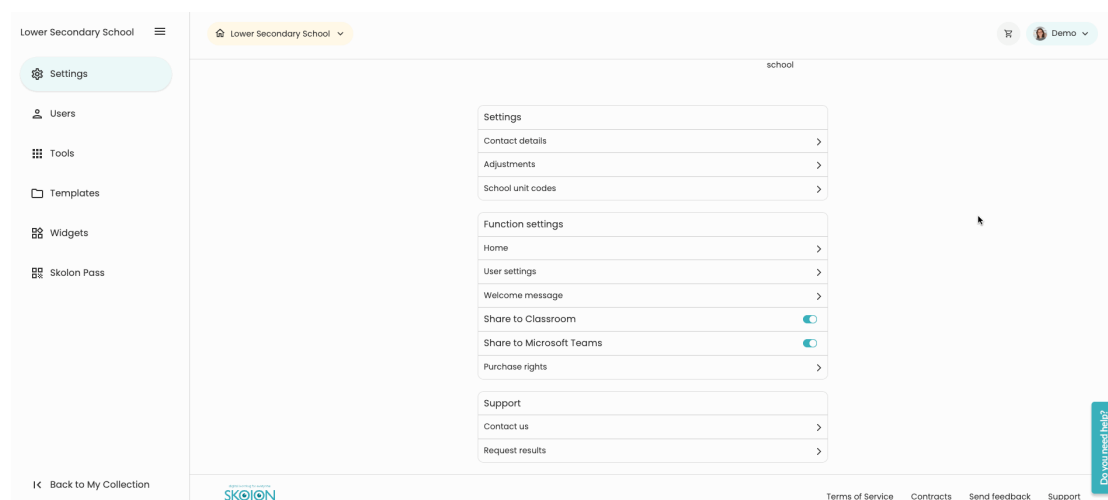 Lower Secondary School
Lower Secondary School
Demo
Settings
Users
Tools
Templates
Widgets
Skolon Pass
Back to My Collection
school
Settings
Contact details
Adjustments
School unit codes
Function settings
Home
User settings
Welcome message
Share to Classroom
Share to Microsoft Teams
Purchase rights
Support
Contact us
Request results
Do you need help?
SKOLON
Terms of Service
Contracts
Send feedback
Support